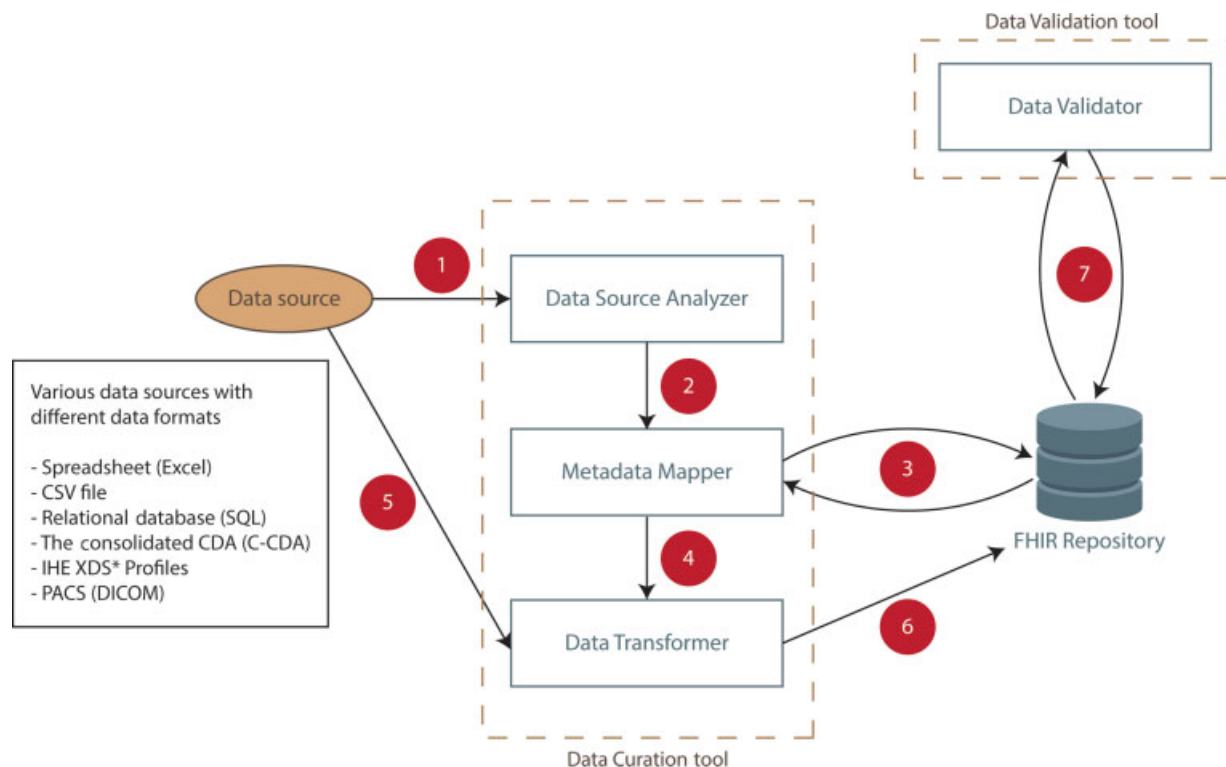 Data Validation tool
Data Validator
7
1
Data source
Data Source Analyzer
2
Various data sources with
different data formats
- Spreadsheet (Excel)
- CSV file
- Relational database (SQL)
- The consolidated CDA (C-CDA)
- IHE XDS* Profiles
- PACS (DICOM)
5
Metadata Mapper
3
FHIR Repository
4
Data Transformer
6
Data Curation tool